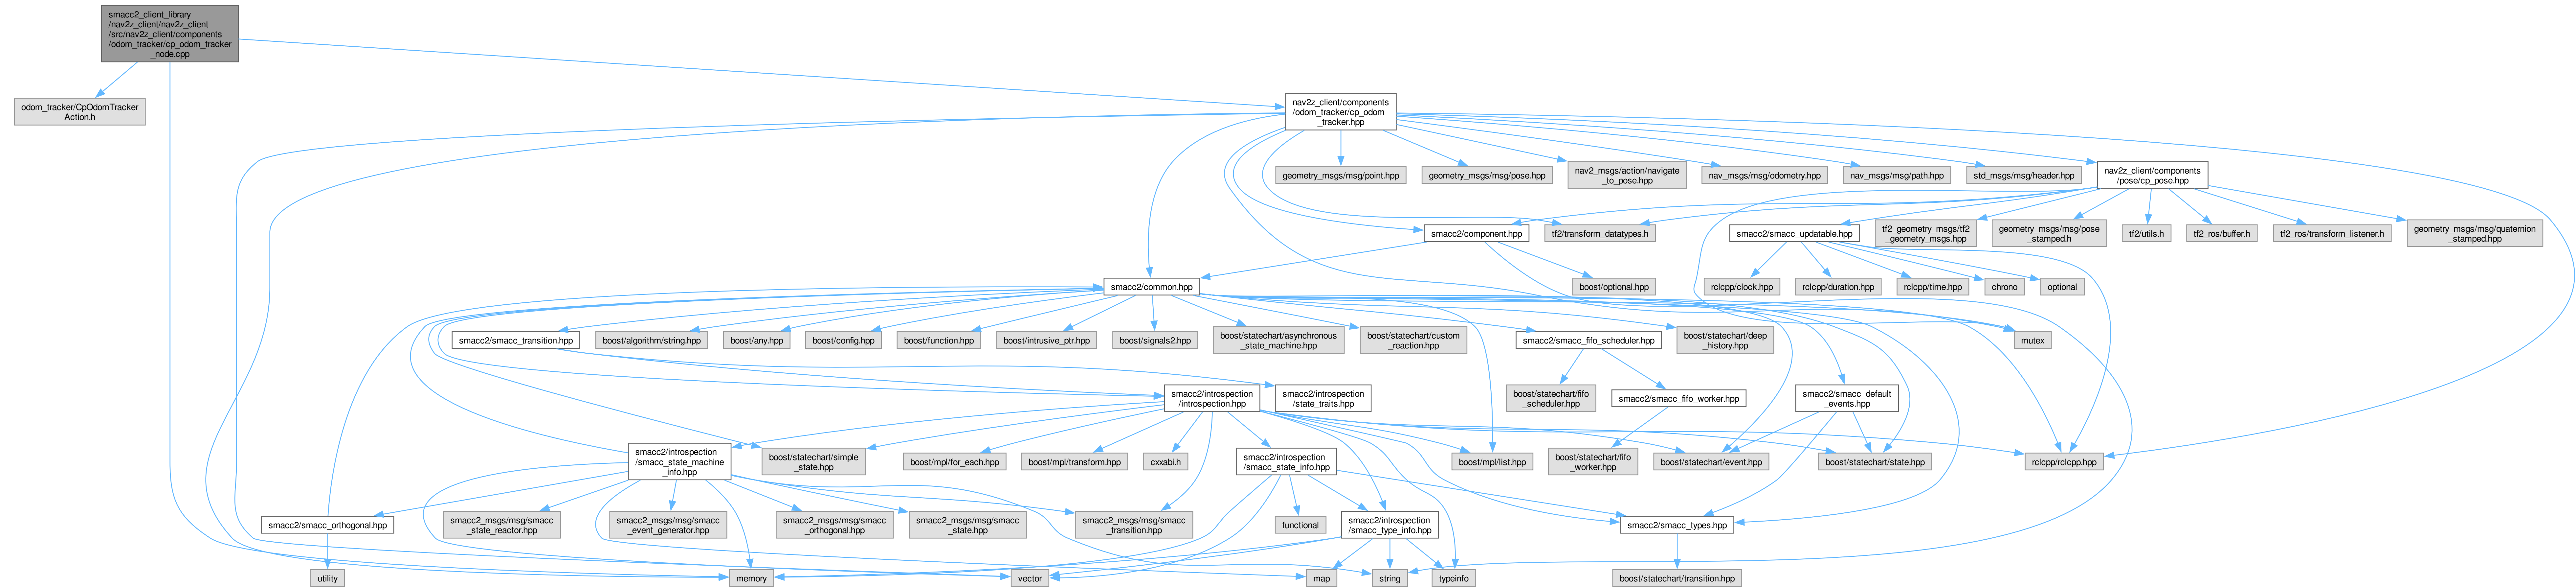 smacc2_client_library
/nav2z_client/nav2z_client
/src/nav2z_client/components
/odom_tracker/cp_odom_tracker
_node.cpp
odom_tracker/CpOdomTracker
Action.h
nav2z_client/components
/odom_tracker/cp_odom
_tracker.hpp
geometry_msgs/msg/point.hpp
geometry_msgs/msg/pose.hpp
nav2_msgs/action/navigate
_to_pose.hpp
nav_msgs/msg/odometry.hpp
nav_msgs/msg/path.hpp
std_msgs/msg/header.hpp
nav2z_client/components
/pose/cp_pose.hpp
smacc2/component.hpp
tf2/transform_datatypes.h
smacc2/smacc_updatable.hpp
tf2_geometry_msgs/tf2
_geometry_msgs.hpp
geometry_msgs/msg/pose
_stamped.h
tf2/utils.h
tf2_ros/buffer.h
tf2_ros/transform_listener.h
geometry_msgs/msg/quaternion
_stamped.hpp
smacc2/common.hpp
boost/optional.hpp
rclcpp/clock.hpp
rclcpp/duration.hpp
rclcpp/time.hpp
chrono
optional
smacc2/smacc_transition.hpp
boost/algorithm/string.hpp
boost/any.hpp
boost/config.hpp
boost/function.hpp
boost/intrusive_ptr.hpp
boost/signals2.hpp
boost/statechart/asynchronous
_state_machine.hpp
boost/statechart/custom
_reaction.hpp
smacc2/smacc_fifo_scheduler.hpp
boost/statechart/deep
_history.hpp
mutex
smacc2/introspection
/introspection.hpp
smacc2/introspection
/state_traits.hpp
boost/statechart/fifo
_scheduler.hpp
smacc2/smacc_fifo_worker.hpp
smacc2/smacc_default
_events.hpp
smacc2/introspection
/smacc_state_machine
_info.hpp
boost/statechart/simple
_state.hpp
boost/mpl/for_each.hpp
boost/mpl/transform.hpp
cxxabi.h
smacc2/introspection
/smacc_state_info.hpp
boost/mpl/list.hpp
boost/statechart/fifo
_worker.hpp
boost/statechart/event.hpp
boost/statechart/state.hpp
rclcpp/rclcpp.hpp
smacc2/smacc_orthogonal.hpp
smacc2_msgs/msg/smacc
_state_reactor.hpp
smacc2_msgs/msg/smacc
_event_generator.hpp
smacc2_msgs/msg/smacc
_orthogonal.hpp
smacc2_msgs/msg/smacc
_state.hpp
smacc2_msgs/msg/smacc
_transition.hpp
functional
smacc2/introspection
/smacc_type_info.hpp
smacc2/smacc_types.hpp
utility
memory
vector
map
string
typeinfo
boost/statechart/transition.hpp